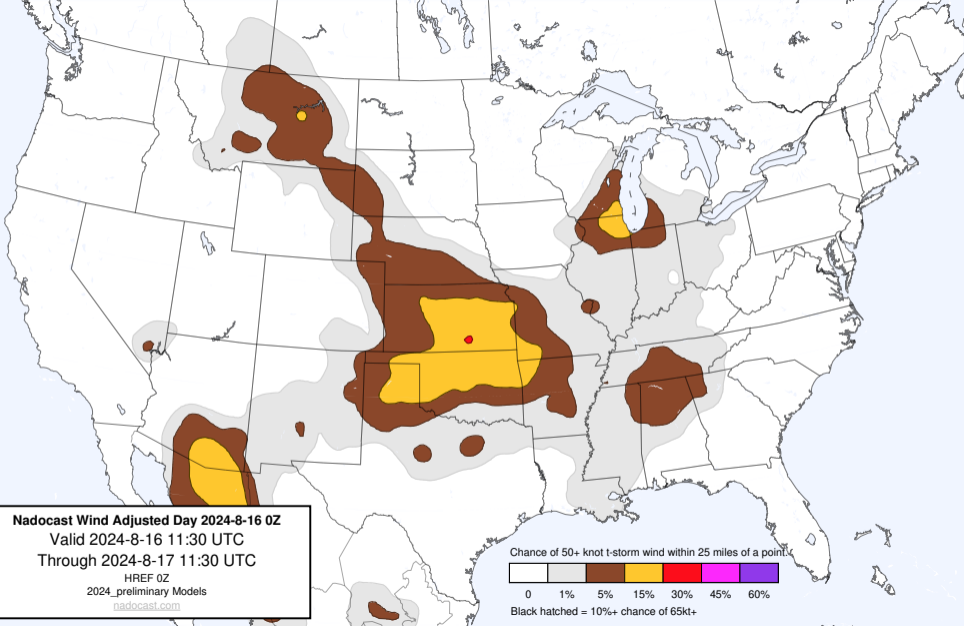 Nadocast Wind Adjusted Day 2024-8-16 0Z
Valid 2024-8-16 11:30 UTC
Through 2024-8-17 11:30 UTC
HREF 0Z
2024_preliminary Models
nadocast.com
Chance of 50+ knot t-storm wind within 25 miles of a point.
0 1% 5% 15% 30% 45% 60%
Black hatched = 10%+ chance of 65kt+